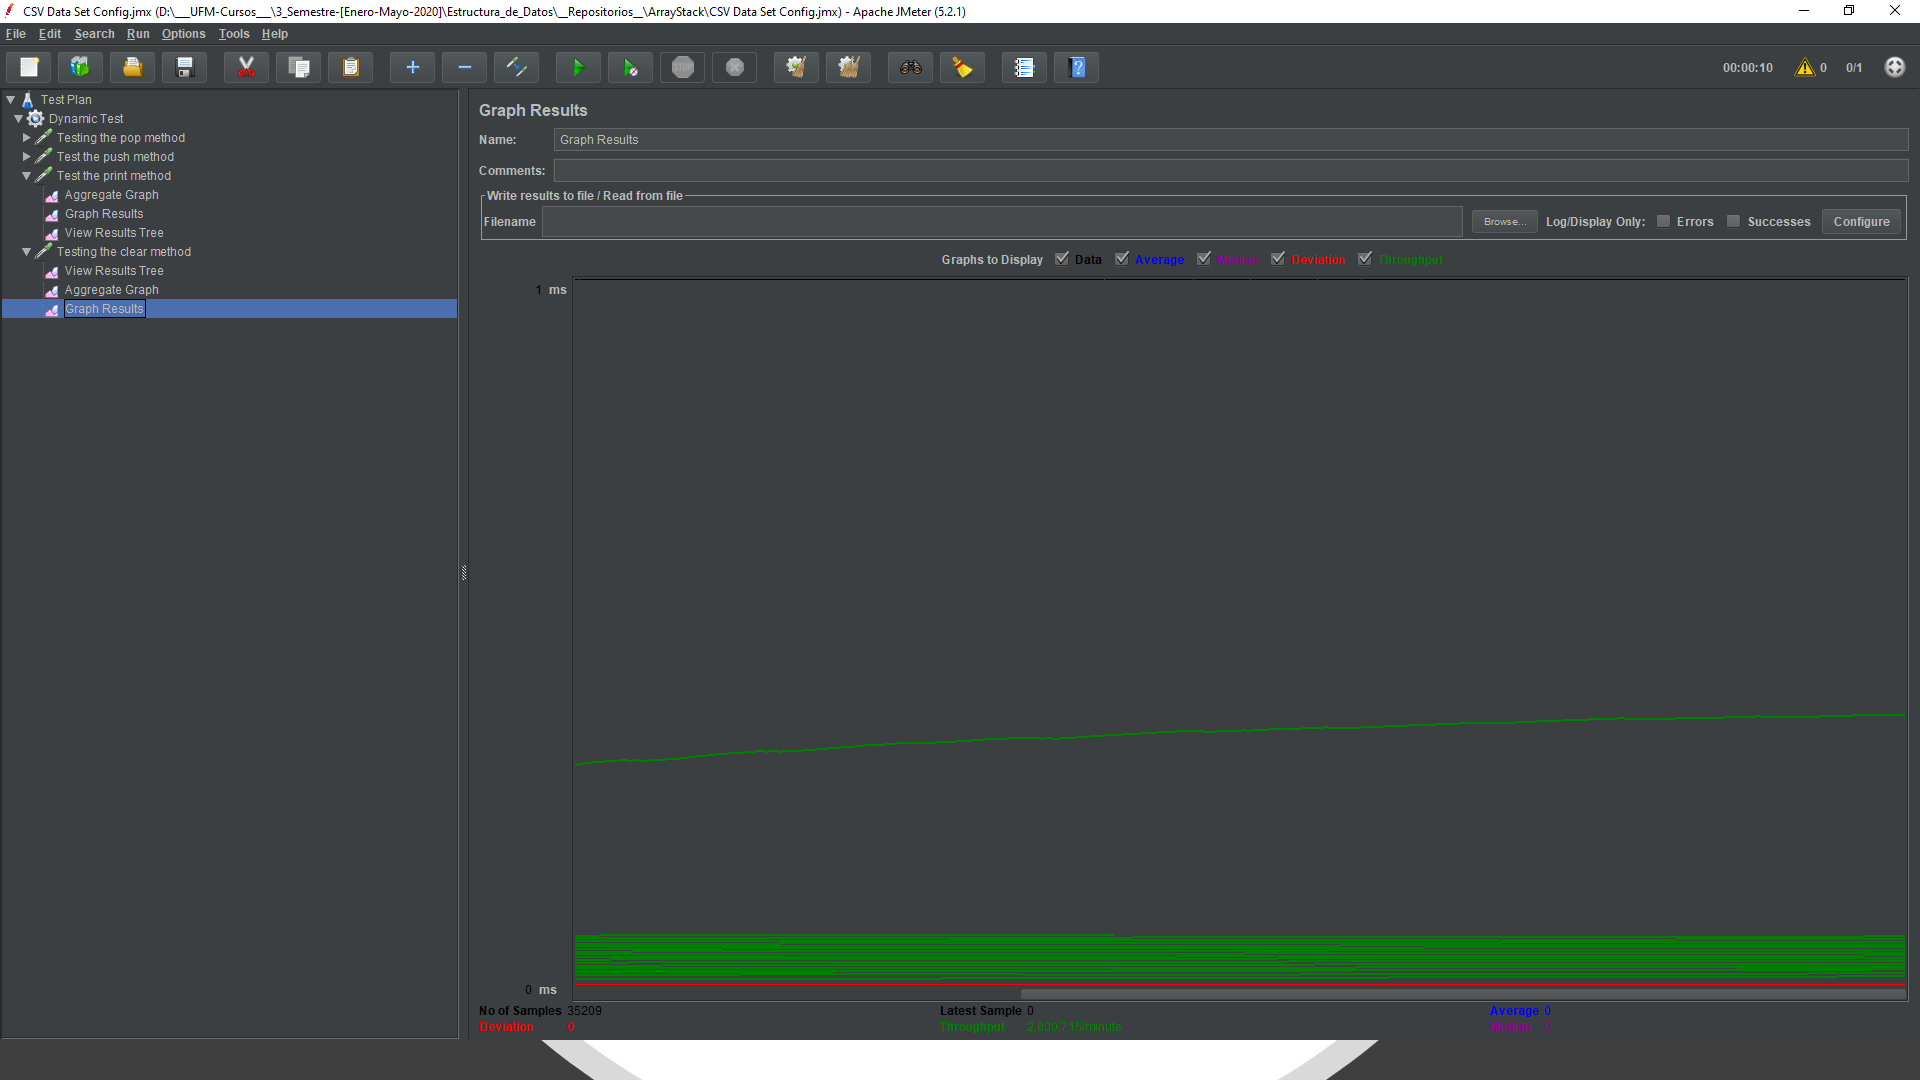 CSV Data Set Config.jmx (D:\___UFM-Cursos___\3_Semestre-[Enero-Mayo-2020]\Estructura_de_Datos\__Repositorios__\ArrayStack\CSV Data Set Config.jmx) - Apache JMeter (5.2.1)
File Edit Search Run Options Tools Help
STOP 00:00:10 0 0/1
Test Plan
Dynamic Test
Testing the pop method
Test the push method
Test the print method
Aggregate Graph
Graph Results
View Results Tree
Testing the clear method
View Results Tree
Aggregate Graph
Graph Results
Graph Results
Name: Graph Results
Comments:
Write results to file / Read from file
Filename Browse... Log/Display Only: Errors Successes Configure
Graphs to Display Data Average Median Deviation Throughput
1 ms
0 ms
No of Samples 35209 Latest Sample 0 Average 0
Deviation 0 Throughput /minute Median 0